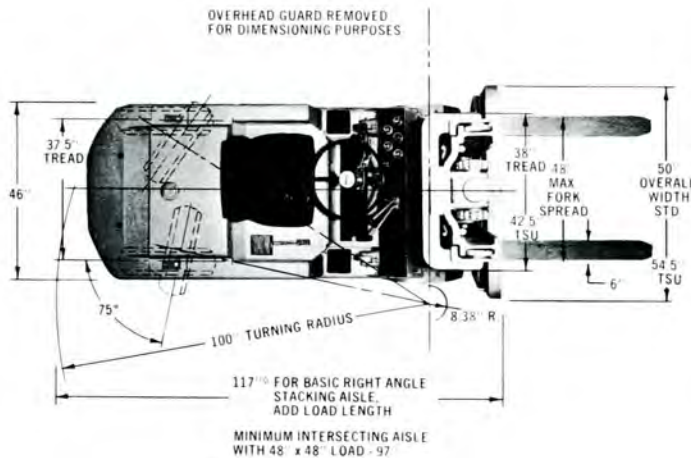 OVERHEAD GUARD REMOVED
FOR DIMENSIONING PURPOSES
37.5"
TREAD
46"
38"
TREAD
48"
MAX
FORK
SPREAD
42.5"
TSU
50"
OVERALL
WIDTH
STD
54.5"
TSU
6"
75°
100" TURNING RADIUS
8.38" R.
117" FOR BASIC RIGHT ANGLE
STACKING AISLE,
ADD LOAD LENGTH
MINIMUM INTERSECTING AISLE
WITH 48" x 48" LOAD - 97"